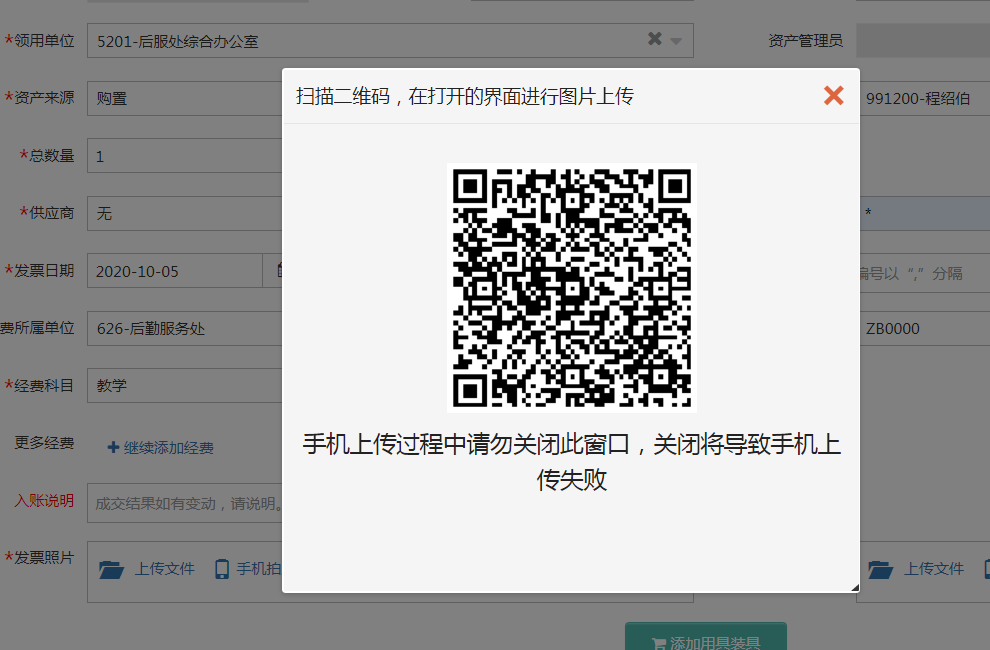 *领用单位 5201-后服处综合办公室 资产管理员
扫描二维码，在打开的界面进行图片上传
*资产来源 购置 991200-程绍伯
*总数量 1
*供应商 无 *
*发票日期 2020-10-05 编号以“,”分隔
费所属单位 626-后勤服务处 ZB0000
*经费科目 教学
手机上传过程中请勿关闭此窗口，关闭将导致手机上
传失败
更多经费 继续添加经费
入账说明 成交结果如有变动，请说明。
*发票照片 上传文件 手机拍 上传文件
添加用具装具